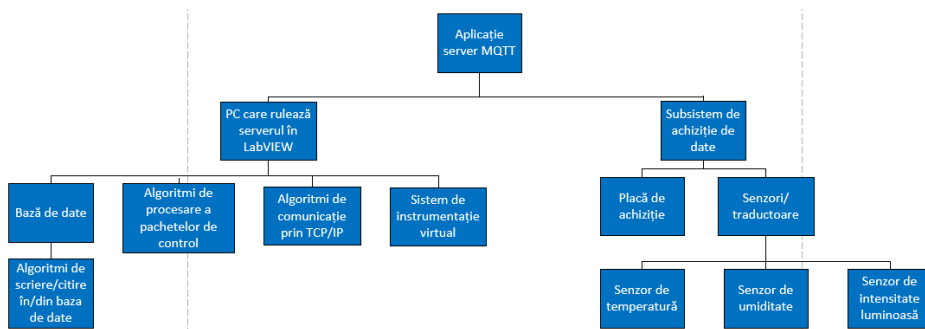 Aplicație
server MQTT
PC care rulează
serverul în
LabVIEW
Subsistem de
achiziție de
date
Bază de date
Algoritmi de
procesare a
pachetelor de
control
Algoritmi de
comunicație
prin TCP/IP
Sistem de
instrumentație
virtual
Placă de
achiziție
Senzori/
traductoare
Algoritmi de
scriere/citire
în/din baza
de date
Senzor de
temperatură
Senzor de
umiditate
Senzor de
intensitate
luminoasă